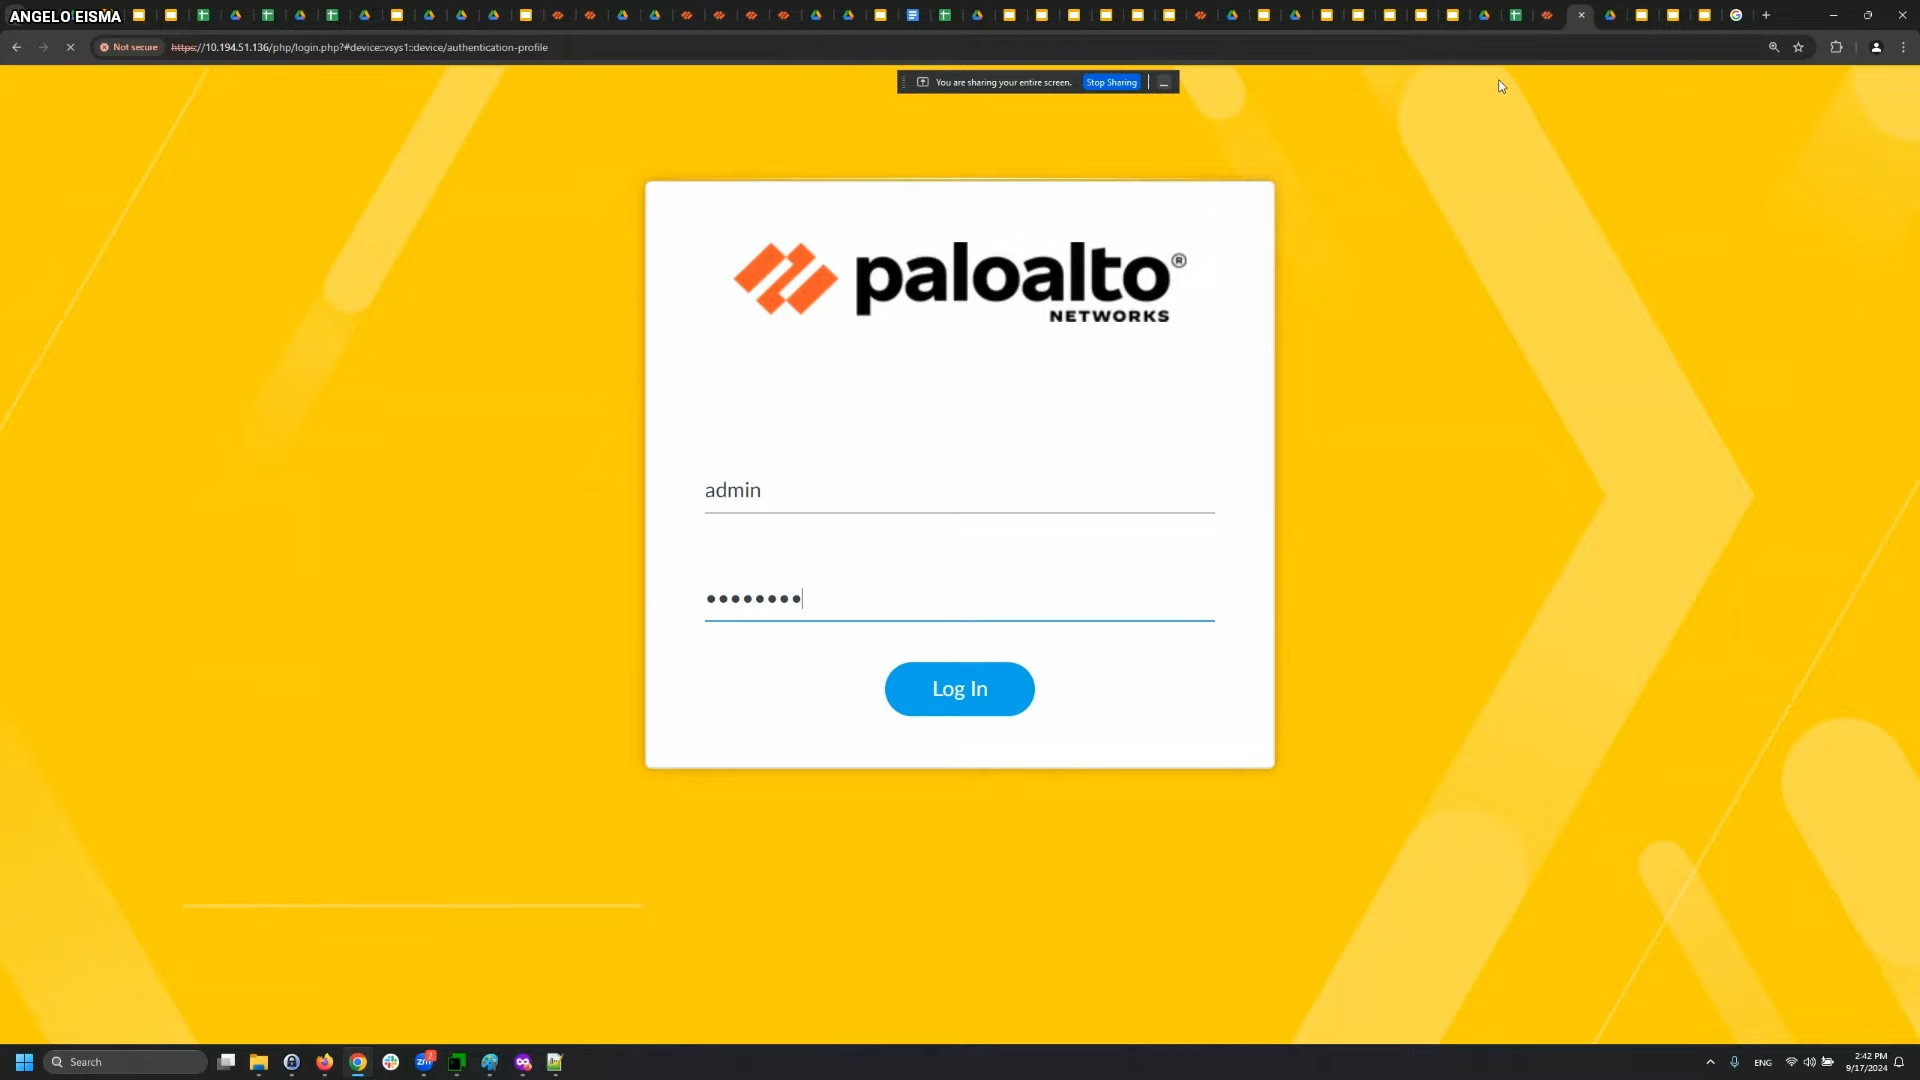 ANGELO EISMA
Not secure https://10.194.51.136/php/login.php?#device::vsys1::device/authentication-profile
You are sharing your entire screen. Stop Sharing
paloalto®
NETWORKS
admin
••••••••
Log In
Search
ENG
2:42 PM
9/17/2024